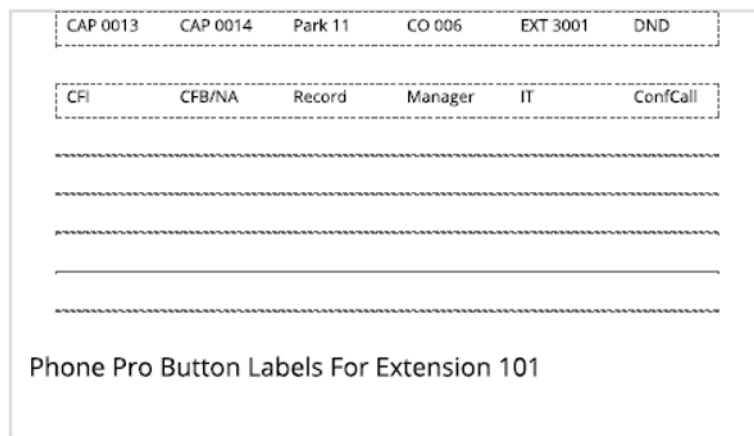 CAP 0013 CAP 0014 Park 11 CO 006 EXT 3001 DND
CFI CFB/NA Record Manager IT ConfCall
Phone Pro Button Labels For Extension 101